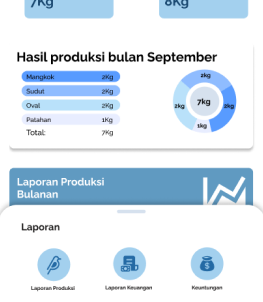 7Kg 8Kg
Hasil produksi bulan September
Mangkok 2Kg
Sudut 2Kg
Oval 2Kg
Patahan 1Kg
Total: 7Kg
2kg
2kg 7kg 2kg
1kg
Laporan Produksi
Bulanan
Laporan
Laporan Produksi Laporan Keuangan Keuntungan